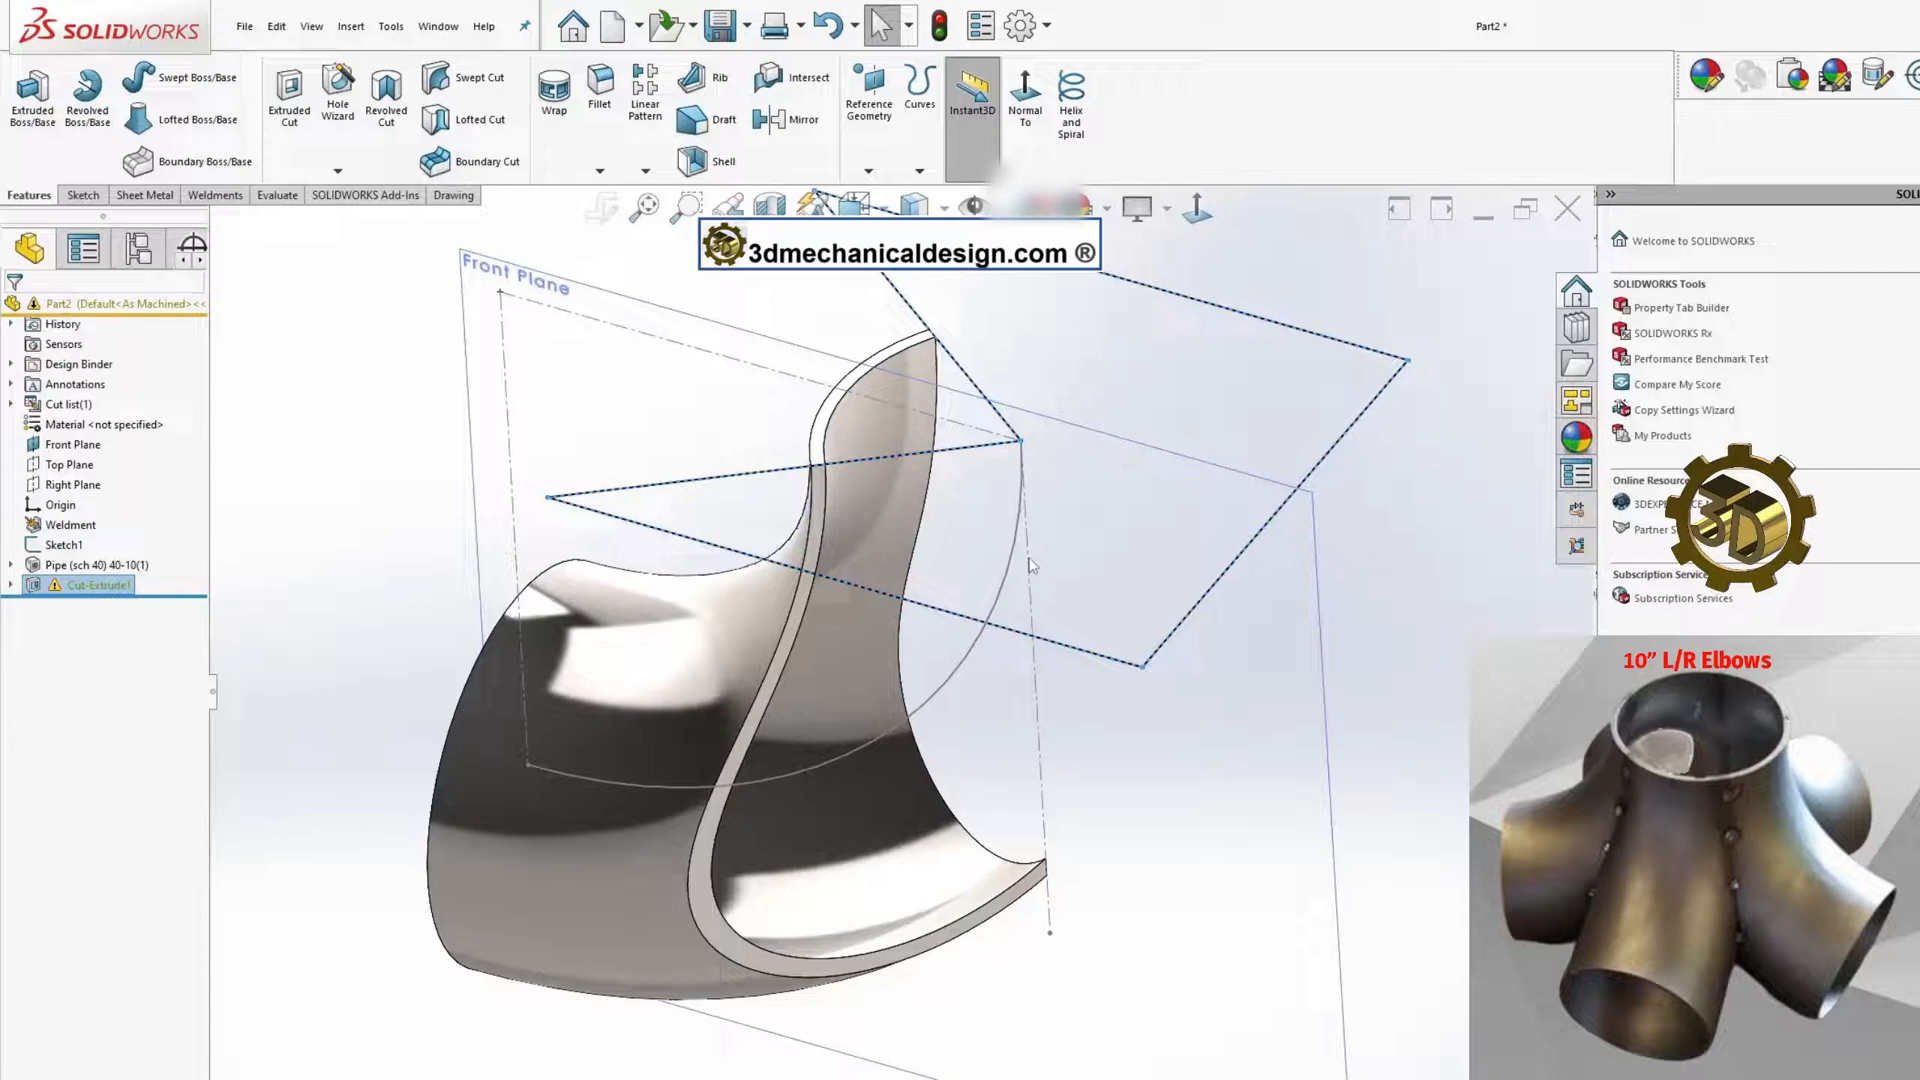 SOLIDWORKS
File Edit View Insert Tools Window Help
Part2 *
Extruded Boss/Base
Revolved Boss/Base
Swept Boss/Base
Lofted Boss/Base
Boundary Boss/Base
Extruded Cut
Hole Wizard
Revolved Cut
Swept Cut
Lofted Cut
Boundary Cut
Wrap
Fillet
Linear Pattern
Rib
Draft
Shell
Intersect
Mirror
Reference Geometry
Curves
Instant3D
Normal To
Helix and Spiral
Features Sketch Sheet Metal Weldments Evaluate SOLIDWORKS Add-Ins Drawing
3dmechanicaldesign.com ®
Front Plane
Part2 (Default<As Machined><<
History
Sensors
Design Binder
Annotations
Cut list(1)
Material <not specified>
Front Plane
Top Plane
Right Plane
Origin
Weldment
Sketch1
Pipe (sch 40) 40-10(1)
Cut-Extrude1
SOLI
Welcome to SOLIDWORKS
SOLIDWORKS Tools
Property Tab Builder
SOLIDWORKS Rx
Performance Benchmark Test
Compare My Score
Copy Settings Wizard
My Products
Online Resourc
3DEXPE
Partner S
Subscription Service
Subscription Services
3D
10” L/R Elbows